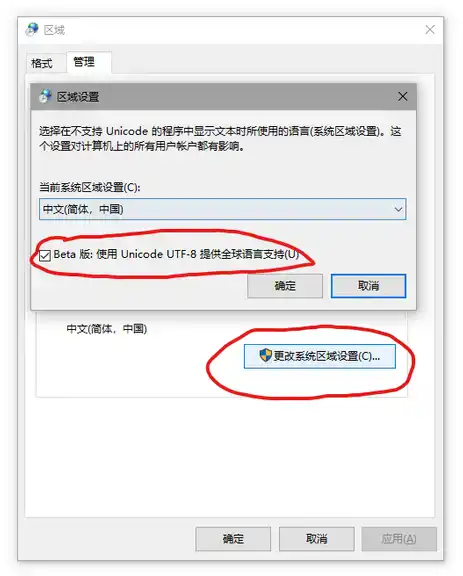 区域
格式
管理
区域设置
选择在不支持 Unicode 的程序中显示文本时所使用的语言(系统区域设置)。这
个设置对计算机上的所有用户帐户都有影响。
当前系统区域设置(C):
中文(简体，中国)
Beta 版: 使用 Unicode UTF-8 提供全球语言支持(U)
确定
取消
中文(简体，中国)
更改系统区域设置(C)...
确定
取消
应用(A)